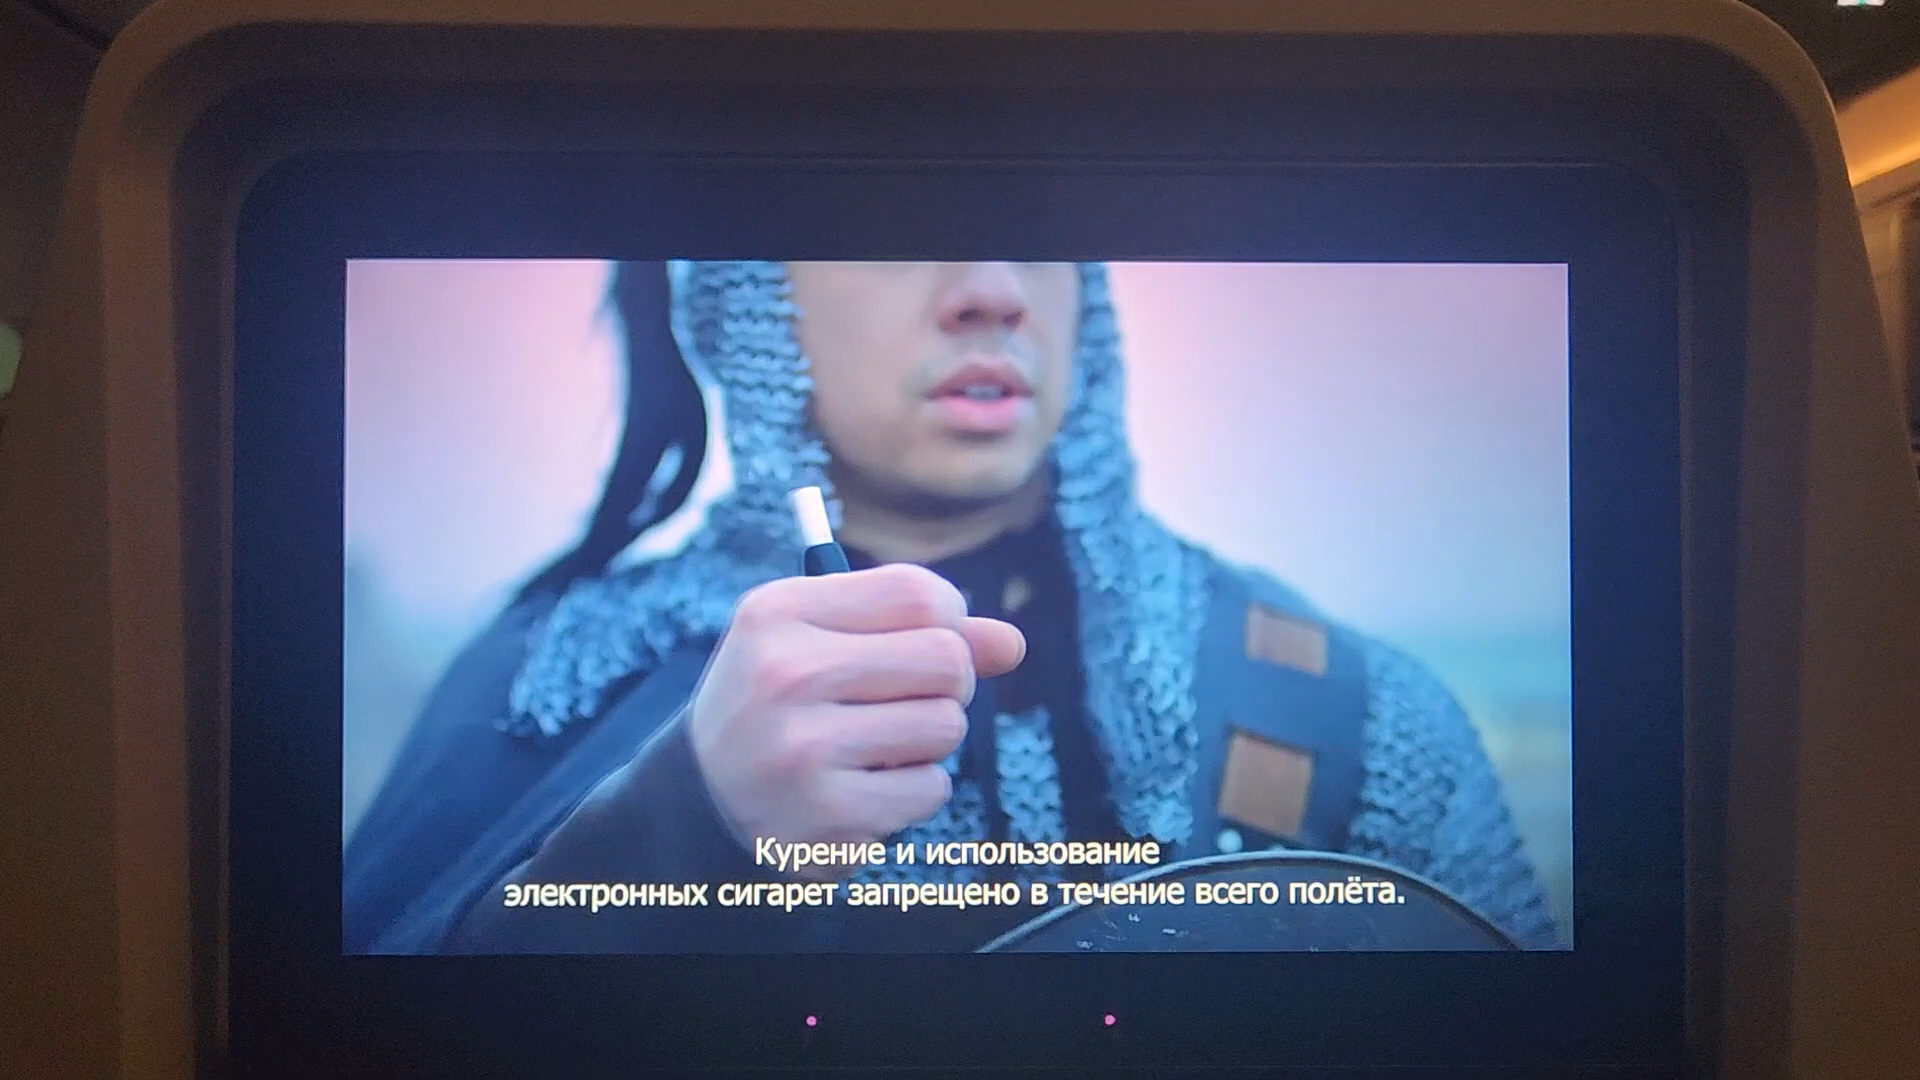 Курение и использование
электронных сигарет запрещено в течение всего полёта.